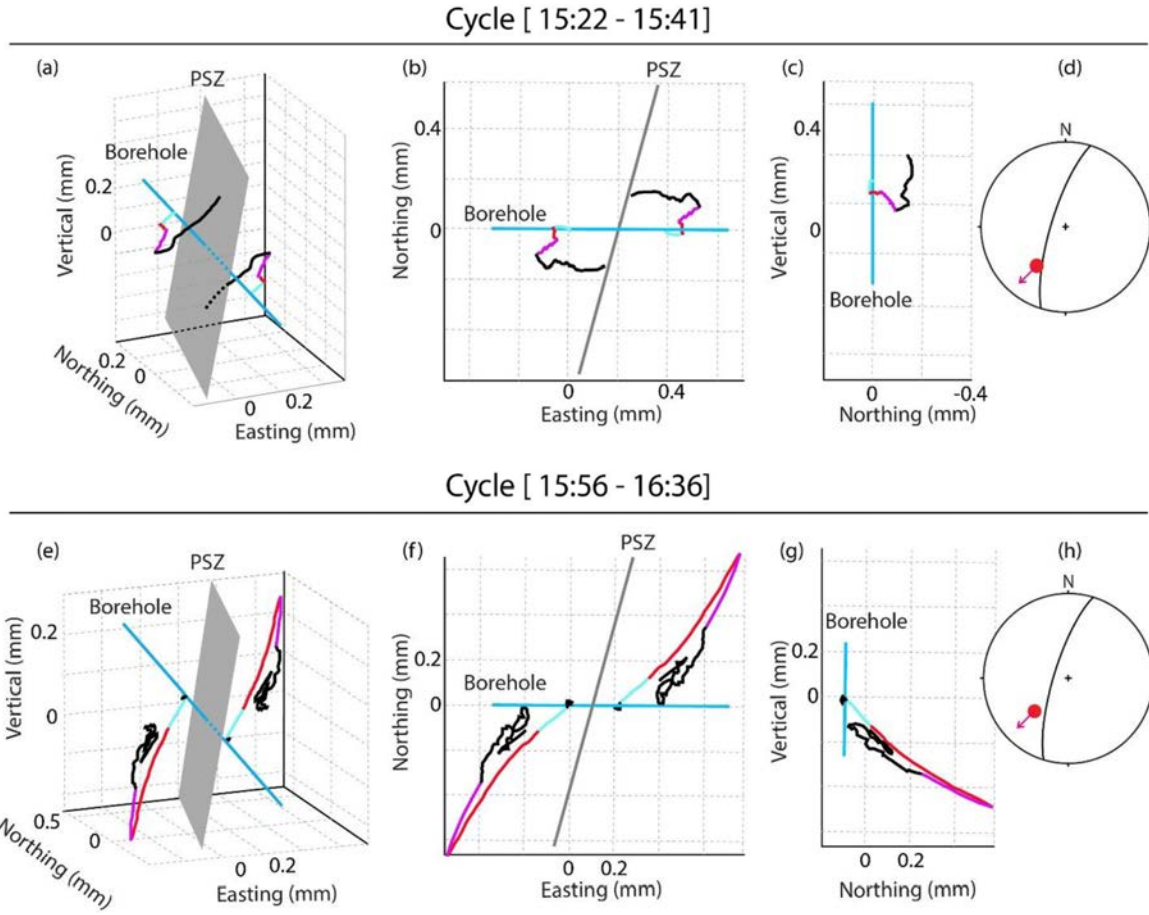 Cycle [ 15:22 - 15:41]
(a)
PSZ
Borehole
Vertical (mm)
0.2
0
0.2
0
Northing (mm)
0
0.2
Easting (mm)
(b)
PSZ
0.4
Borehole
0
Northing (mm)
0
0.4
Easting (mm)
(c)
0.4
Vertical (mm)
0
Borehole
0
-0.4
Northing (mm)
(d)
N
Cycle [ 15:56 - 16:36]
(e)
PSZ
Borehole
0.2
Vertical (mm)
0
0.5
0
Northing (mm)
0
0.2
Easting (mm)
(f)
PSZ
Northing (mm)
0.2
Borehole
0
0
0.2
Easting (mm)
(g)
Borehole
0.2
Vertical (mm)
0
0
0.2
Northing (mm)
(h)
N